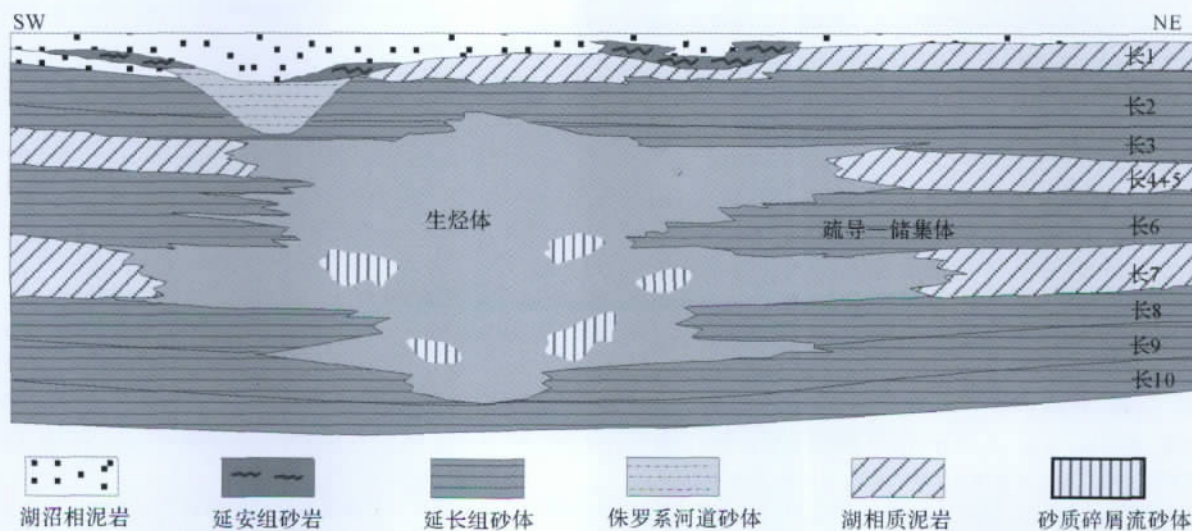 SW
NE
长1
长2
长3
长4+5
生烃体
疏导—储集体
长6
长7
长8
长9
长10
湖沼相泥岩
延安组砂岩
延长组砂体
侏罗系河道砂体
湖相质泥岩
砂质碎屑流砂体